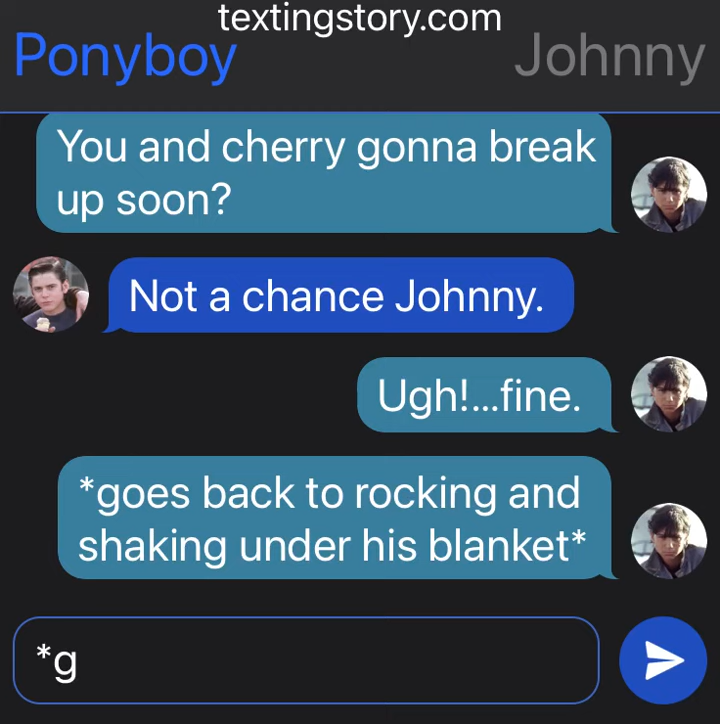 textingstory.com
Ponyboy
Johnny
You and cherry gonna break
up soon?
Not a chance Johnny.
Ugh!...fine.
*goes back to rocking and
shaking under his blanket*
*g